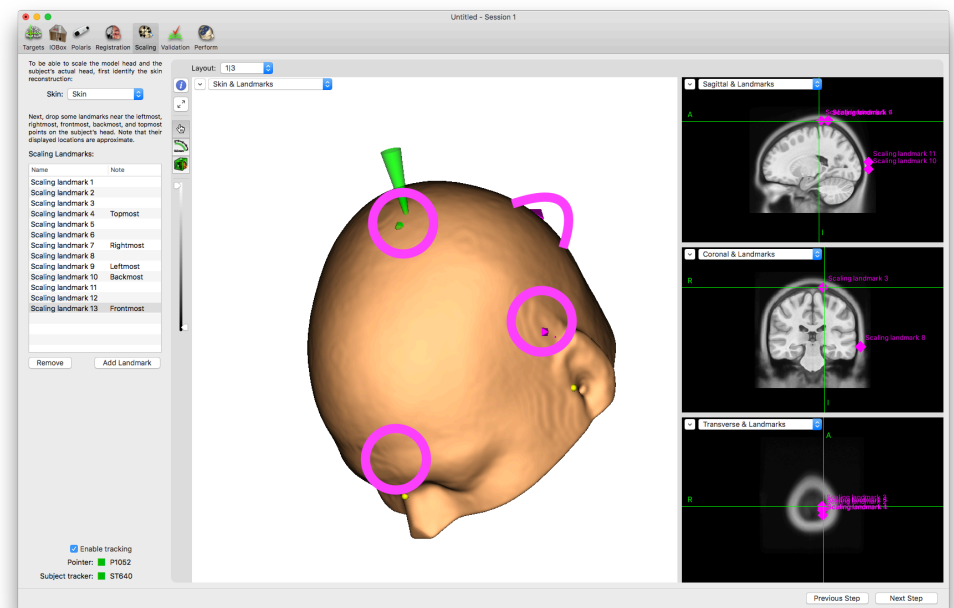 Untitled - Session 1
Targets IOBox Polaris Registration Scaling Validation Perform
To be able to scale the model head and the
subject's actual head, first identify the skin
reconstruction:
Skin: Skin
Next, drop some landmarks near the leftmost,
rightmost, frontmost, backmost, and topmost
points on the subject's head. Note that their
displayed locations are approximate.
Scaling Landmarks:
Name Note
Scaling landmark 1
Scaling landmark 2
Scaling landmark 3
Scaling landmark 4 Topmost
Scaling landmark 5
Scaling landmark 6
Scaling landmark 7 Rightmost
Scaling landmark 8
Scaling landmark 9 Leftmost
Scaling landmark 10 Backmost
Scaling landmark 11
Scaling landmark 12
Scaling landmark 13 Frontmost
Remove Add Landmark
Enable tracking
Pointer: P1052
Subject tracker: ST640
Layout: 1|3
Skin & Landmarks
Sagittal & Landmarks
A
Scaling landmark 11
Scaling landmark 10
I
Coronal & Landmarks
R
Scaling landmark 3
I
Transverse & Landmarks
A
R
Previous Step Next Step